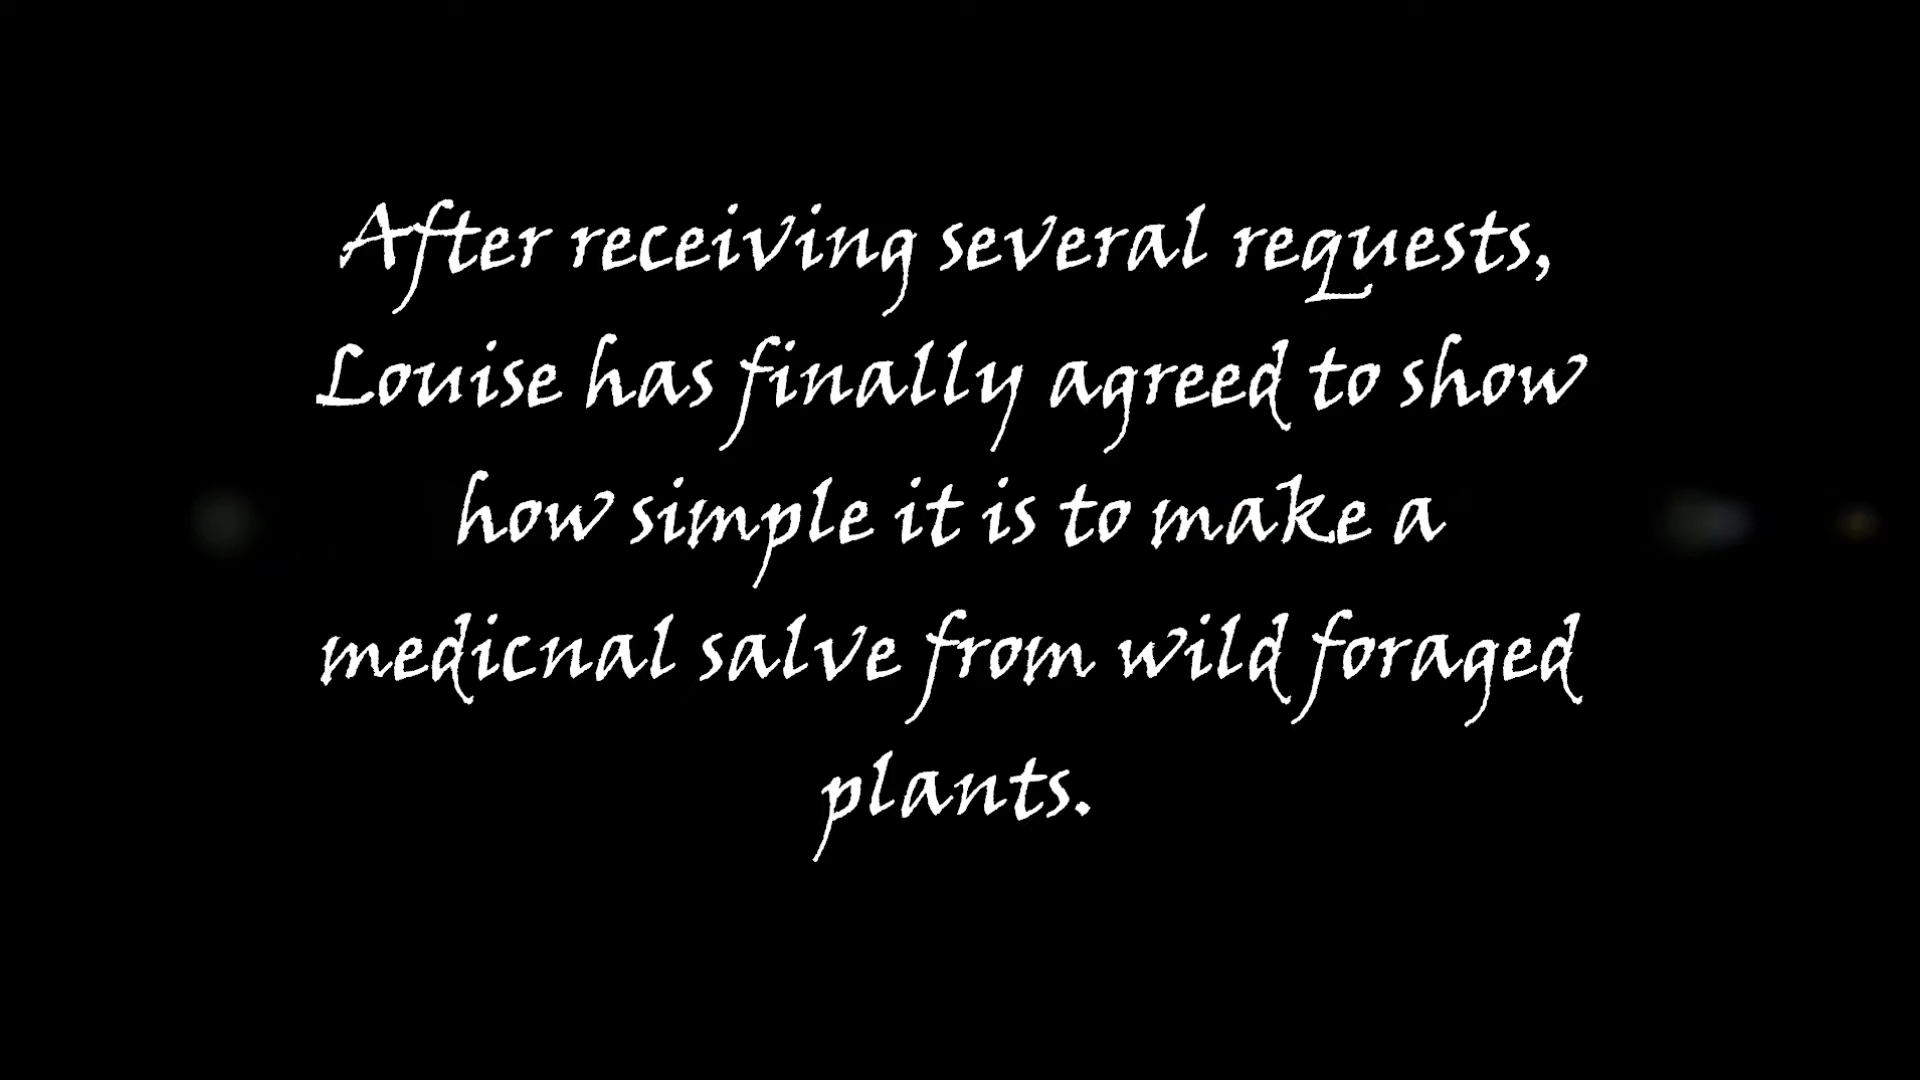 After receiving several requests,
Louise has finally agreed to show
how simple it is to make a
medicnal salve from wild foraged
plants.